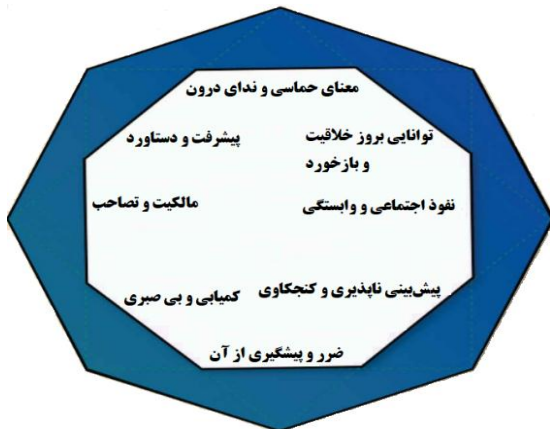 معنای حماسی و ندای درون
توانایی بروز خلاقیت
و بازخورد
پیشرفت و دستاورد
نفوذ اجتماعی و وابستگی
مالکیت و تصاحب
پیش‌بینی ناپذیری و کنجکاوی
کمیابی و بی صبری
ضرر و پیشگیری از آن